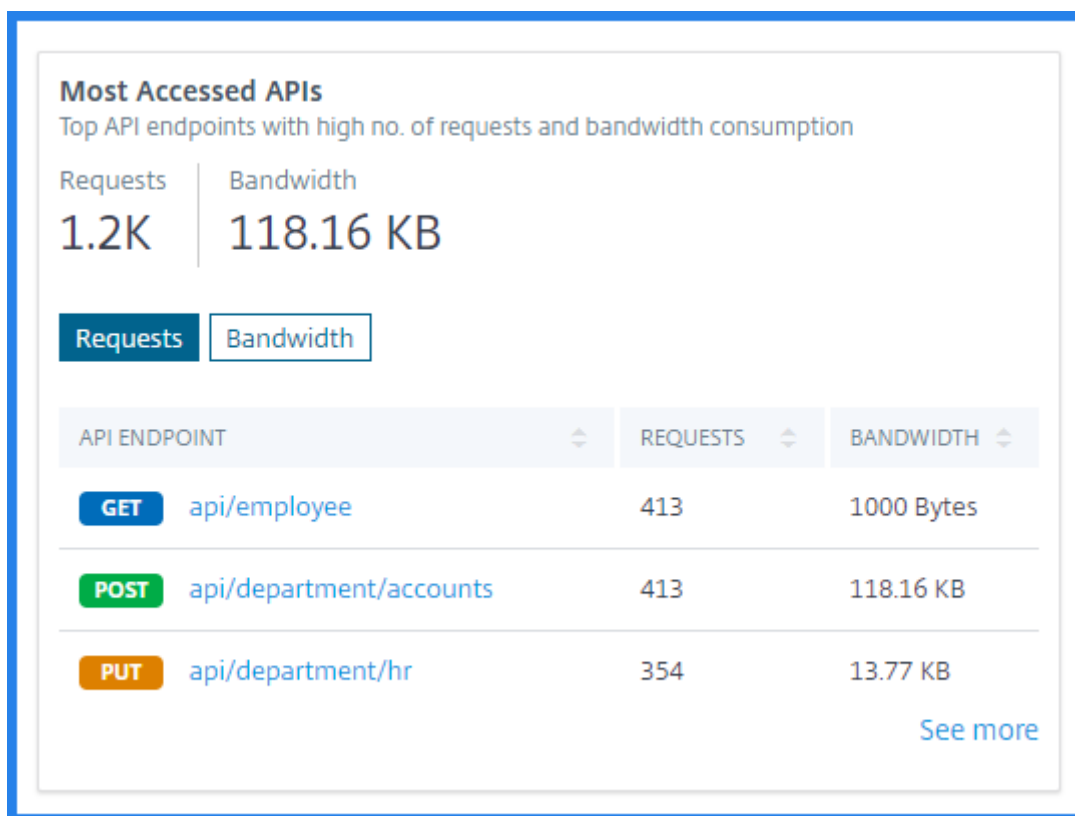 Most Accessed APIs
Top API endpoints with high no. of requests and bandwidth consumption
Requests Bandwidth
1.2K 118.16 KB
Requests Bandwidth
API ENDPOINT REQUESTS BANDWIDTH
GET api/employee 413 1000 Bytes
POST api/department/accounts 413 118.16 KB
PUT api/department/hr 354 13.77 KB
See more